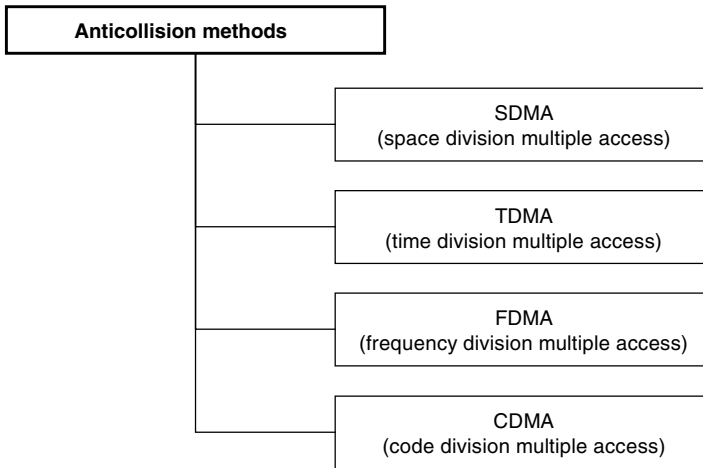 Anticollision methods
SDMA
(space division multiple access)
TDMA
(time division multiple access)
FDMA
(frequency division multiple access)
CDMA
(code division multiple access)